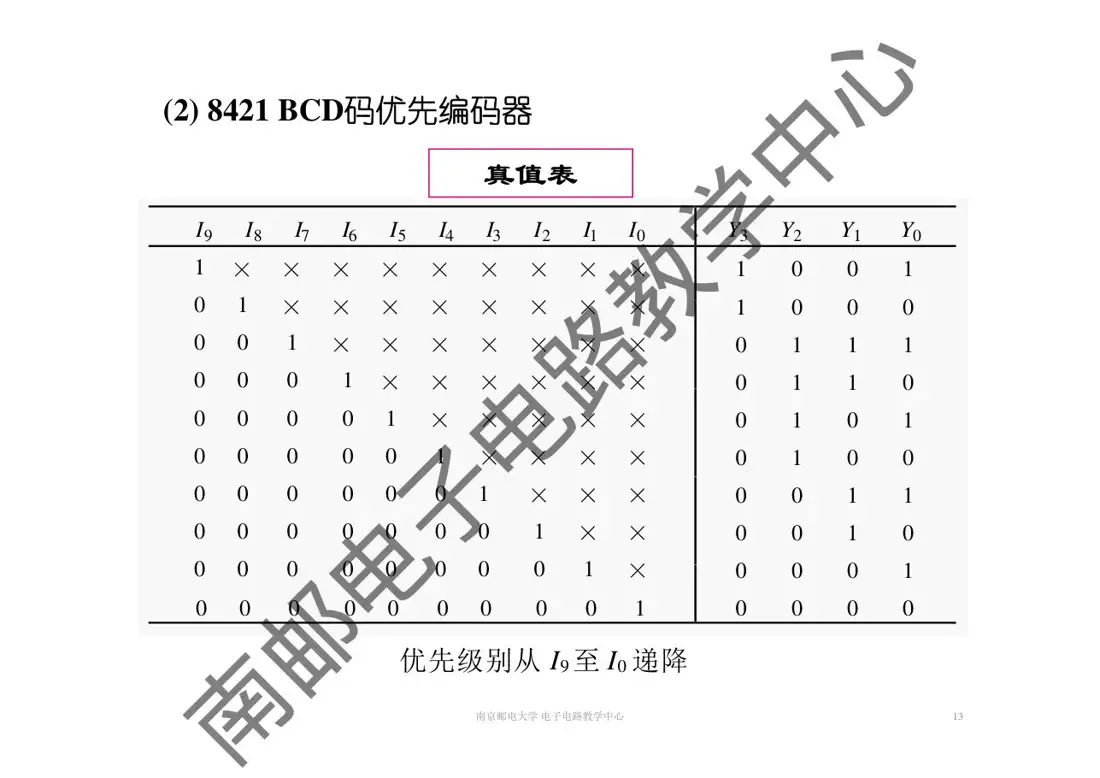 (2) 8421 BCD码优先编码器
真值表
I9 I8 I7 I6 I5 I4 I3 I2 I1 I0 Y3 Y2 Y1 Y0
1 × × × × × × × × × 1 0 0 1
0 1 × × × × × × × × 1 0 0 0
0 0 1 × × × × × × × 0 1 1 1
0 0 0 1 × × × × × × 0 1 1 0
0 0 0 0 1 × × × × × 0 1 0 1
0 0 0 0 0 1 × × × × 0 1 0 0
0 0 0 0 0 0 1 × × × 0 0 1 1
0 0 0 0 0 0 0 1 × × 0 0 1 0
0 0 0 0 0 0 0 0 1 × 0 0 0 1
0 0 0 0 0 0 0 0 0 1 0 0 0 0
优先级别从 I9 至 I0 递降
南京邮电大学 电子电路教学中心
13
南邮电子电路教学中心